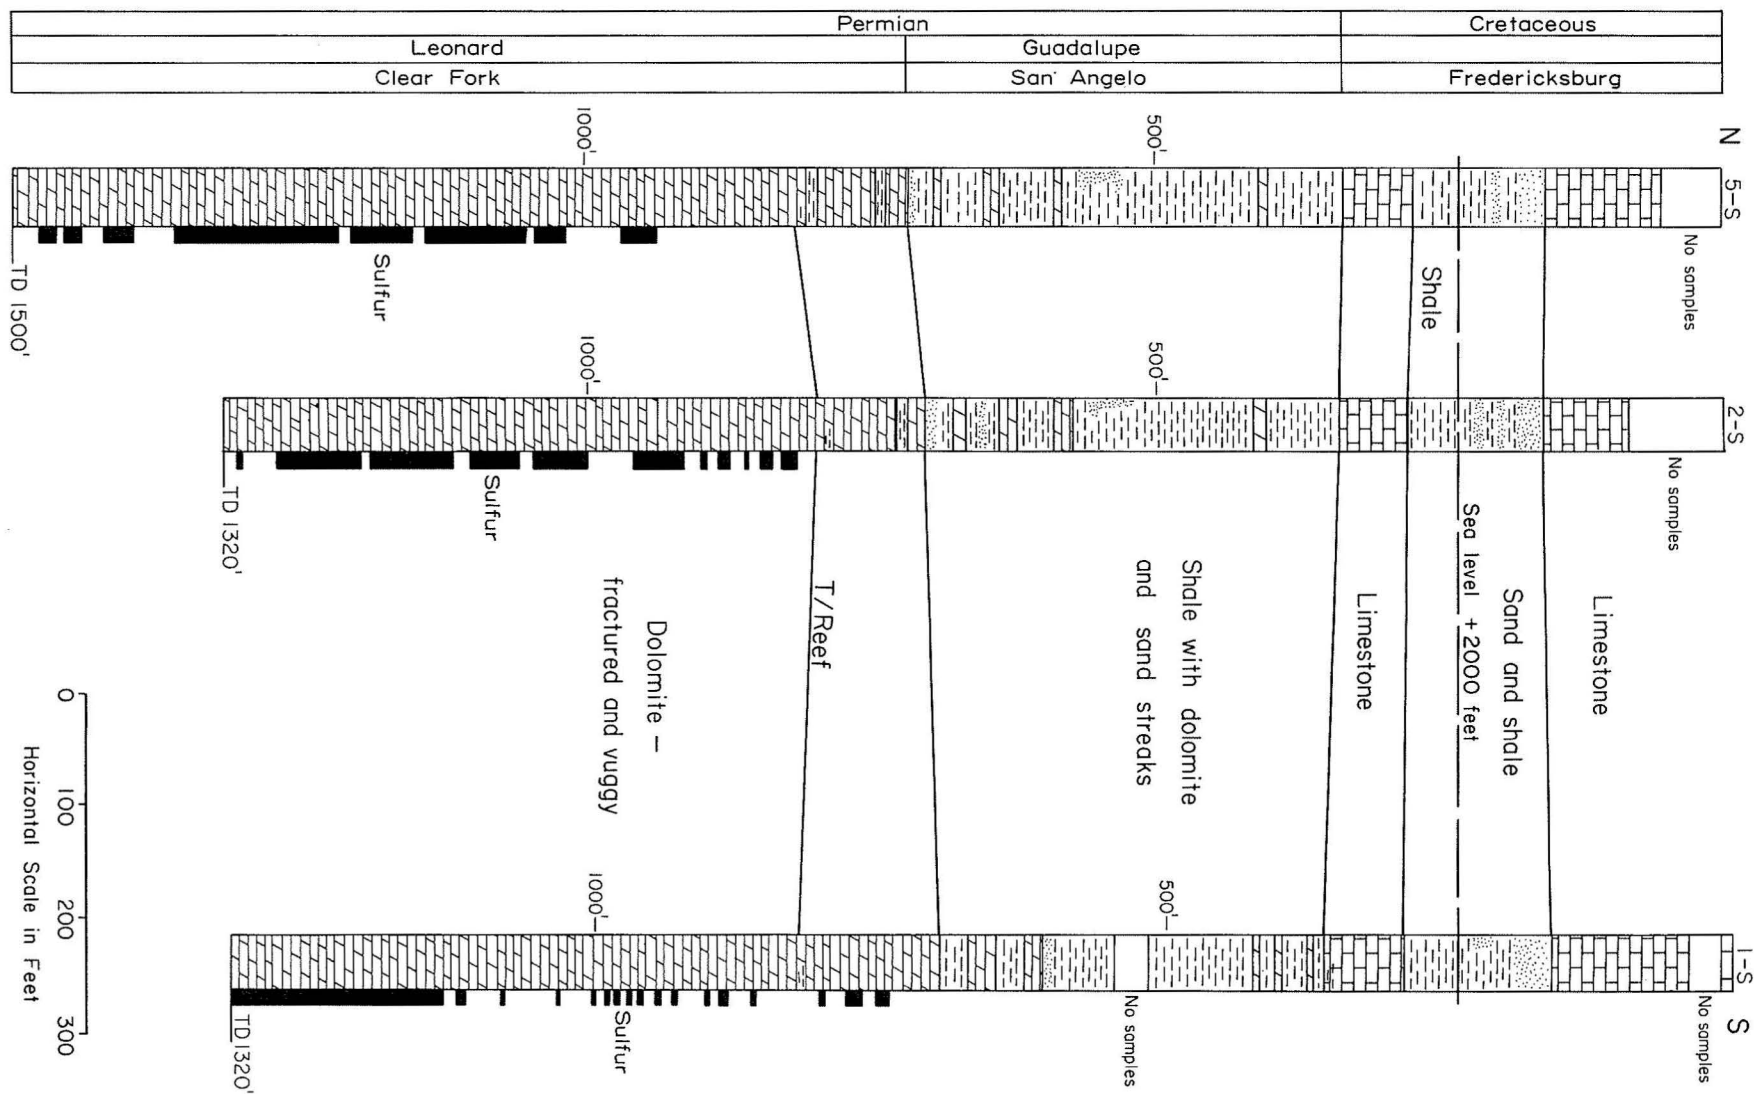 Permian
Cretaceous
Leonard
Guadalupe
Clear Fork
San Angelo
Fredericksburg
N
5-S
No samples
500'
1000'
Shale
Sulfur
TD 1500'
2-S
No samples
500'
1000'
Sulfur
TD 1320'
Limestone
Sand and shale
Sea level +2000 feet
Limestone
Shale with dolomite
and sand streaks
T/Reef
Dolomite —
fractured and vuggy
1-S
S
No samples
500'
No samples
1000'
Sulfur
TD 1320'
0
100
200
300
Horizontal Scale in Feet